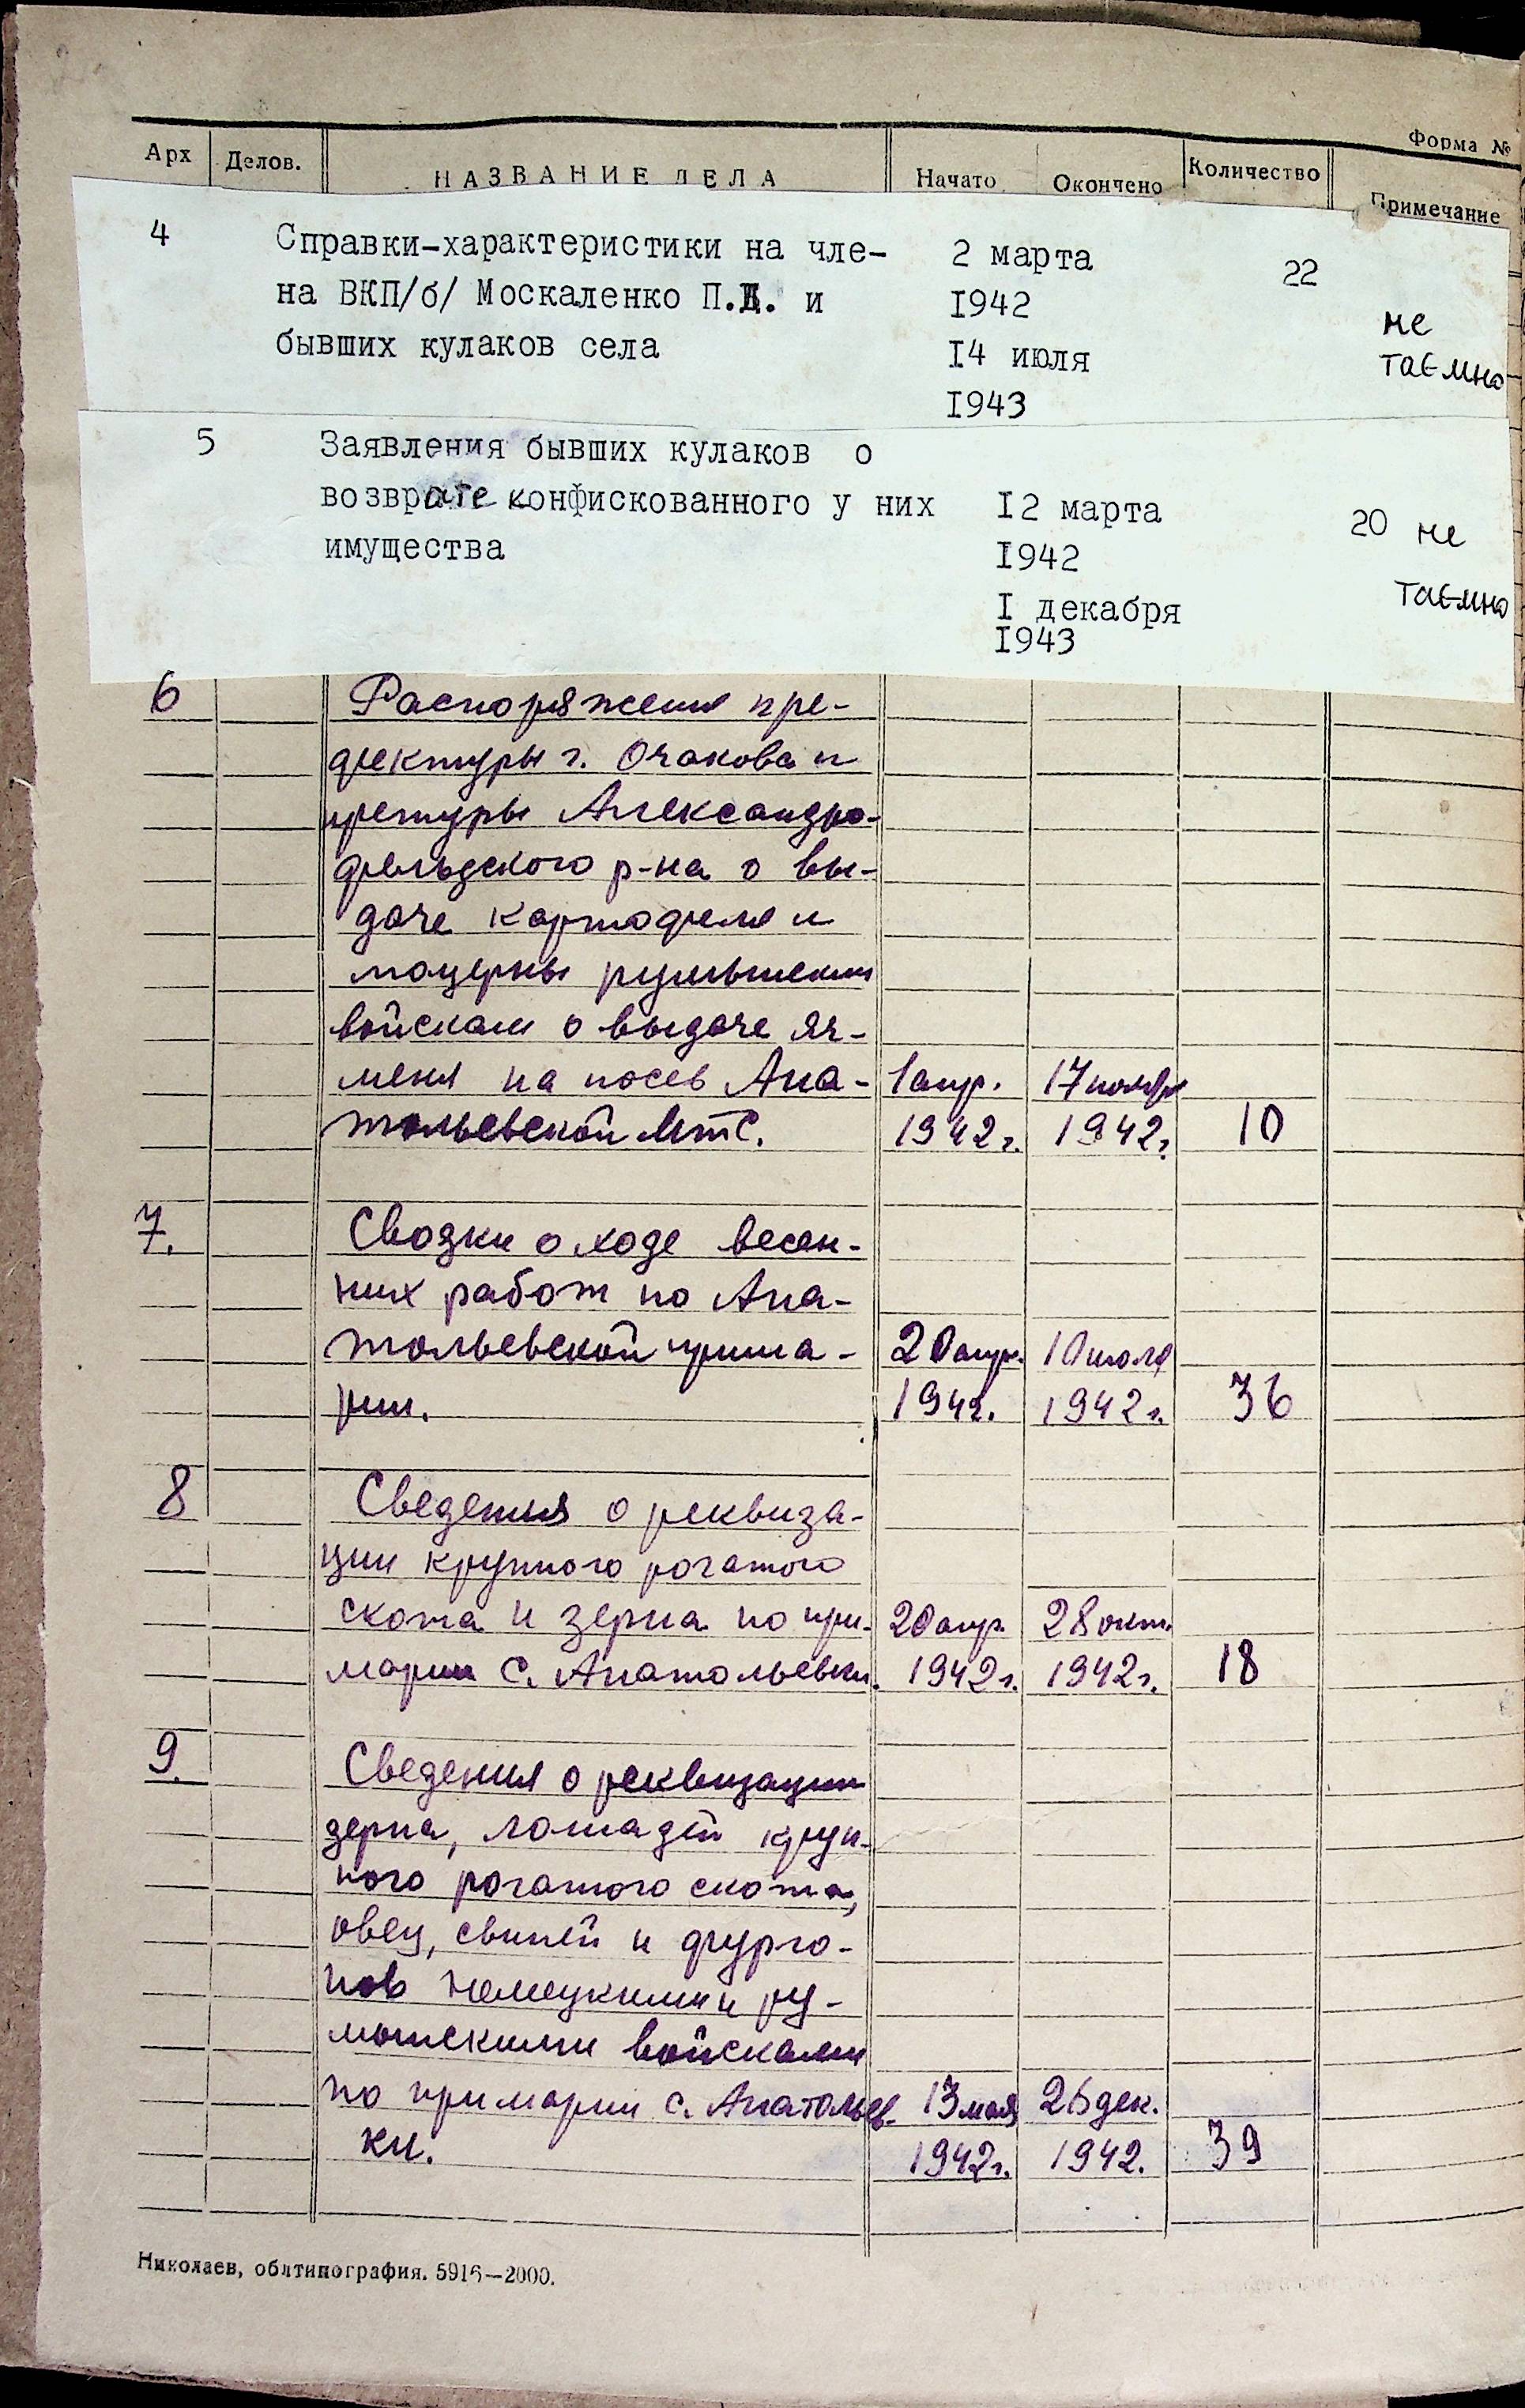 Форма №
Арх Делов. НАЗВАНИЕ ДЕЛА Начато Окончено Количество Примечание
4 Справки-характеристики на чле- 2 марта 22
на ВКП/б/ Москаленко П.Д. и 1942 не
бывших кулаков села 14 июля таємно
1943
5 Заявления бывших кулаков о
возврате конфискованного у них 12 марта 20 не
имущества 1942
1 декабря таємно
1943
6 Распоряжения пре-
фектуры г. Очакова и
претуры Александро-
фельдского р-на о вы-
даче картофеля и
люцерны румынским
войскам о выдаче яч-
меня на посев Ана- 1 апр. 17 ноября
тольевской МТС. 1942 г. 1942 г. 10
7. Сводки о ходе весен-
них работ по Ана-
тольевской прима- 20 апр. 10 июля
рии. 1942. 1942 г. 36
8 Сведения о реквиза-
ции крупного рогатого
скота и зерна по при- 20 апр. 28 окт.
марии с. Анатольевки. 1942 г. 1942 г. 18
9. Сведения о реквизации
зерна, лошадей круп-
ного рогатого скота,
овец, свиней и фурго-
нов немецкими и ру-
мынскими войсками
по примарии с. Анатольев- 13 мая 26 дек.
ки. 1942 г. 1942. 39
Николаев, облтипография. 5916—2000.